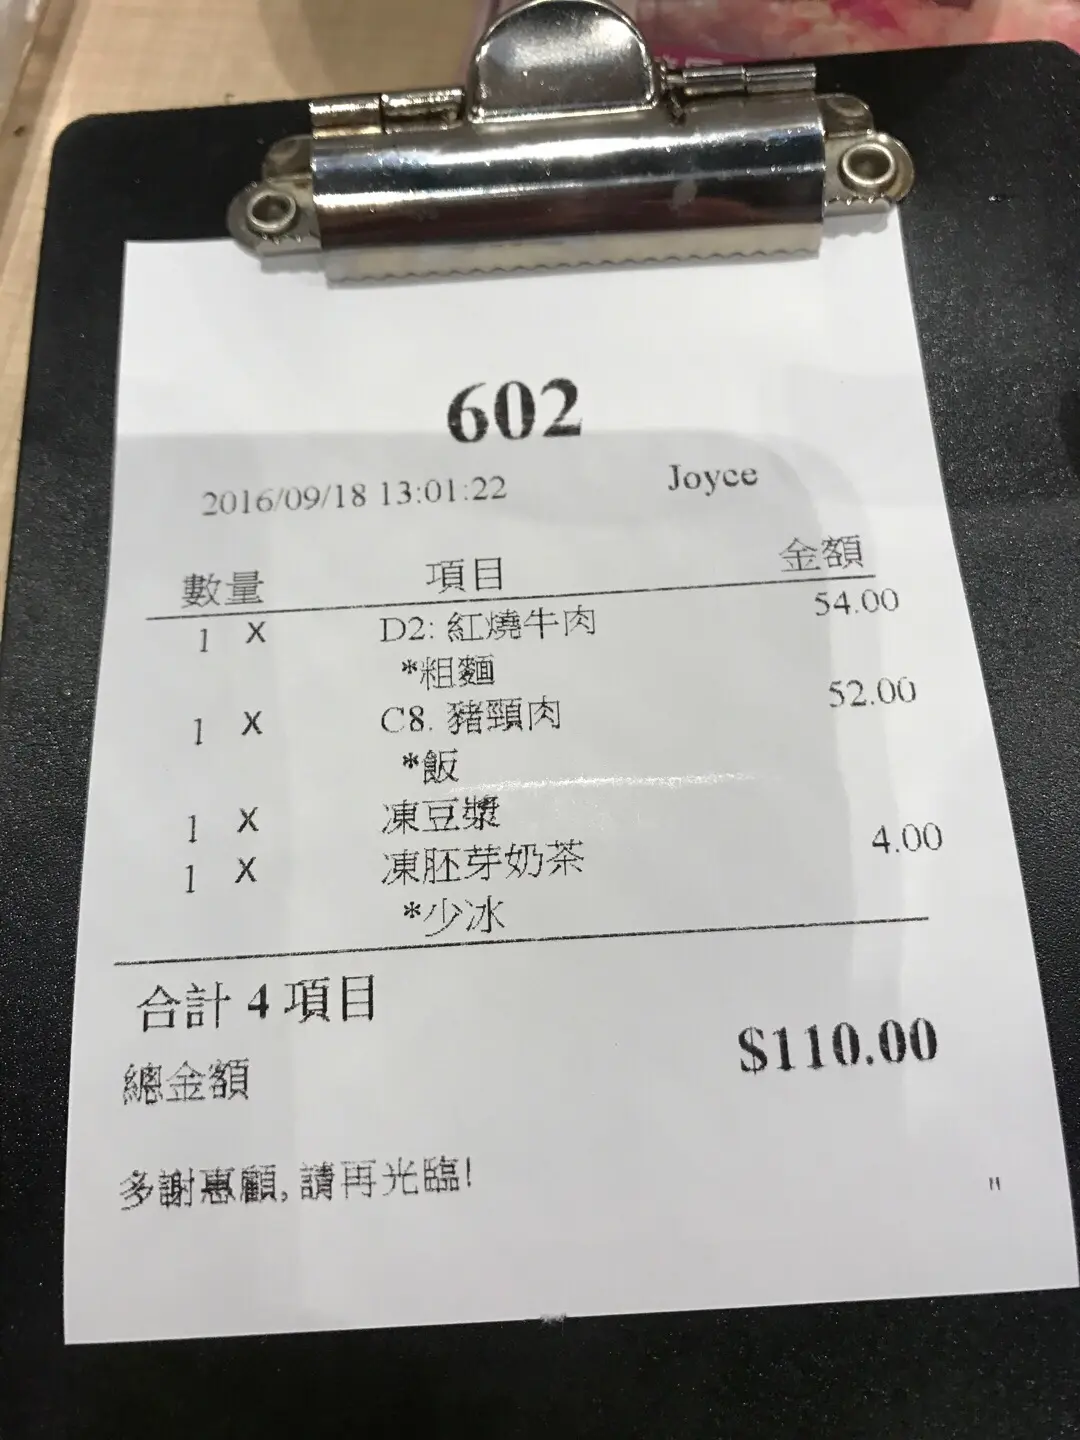 602
2016/09/18 13:01:22 Joyce
數量 項目 金額
1 X D2: 紅燒牛肉 54.00
*粗麵
1 X C8. 豬頸肉 52.00
*飯
1 X 凍豆漿
1 X 凍胚芽奶茶 4.00
*少冰
合計 4 項目
總金額 $110.00
多謝惠顧, 請再光臨!